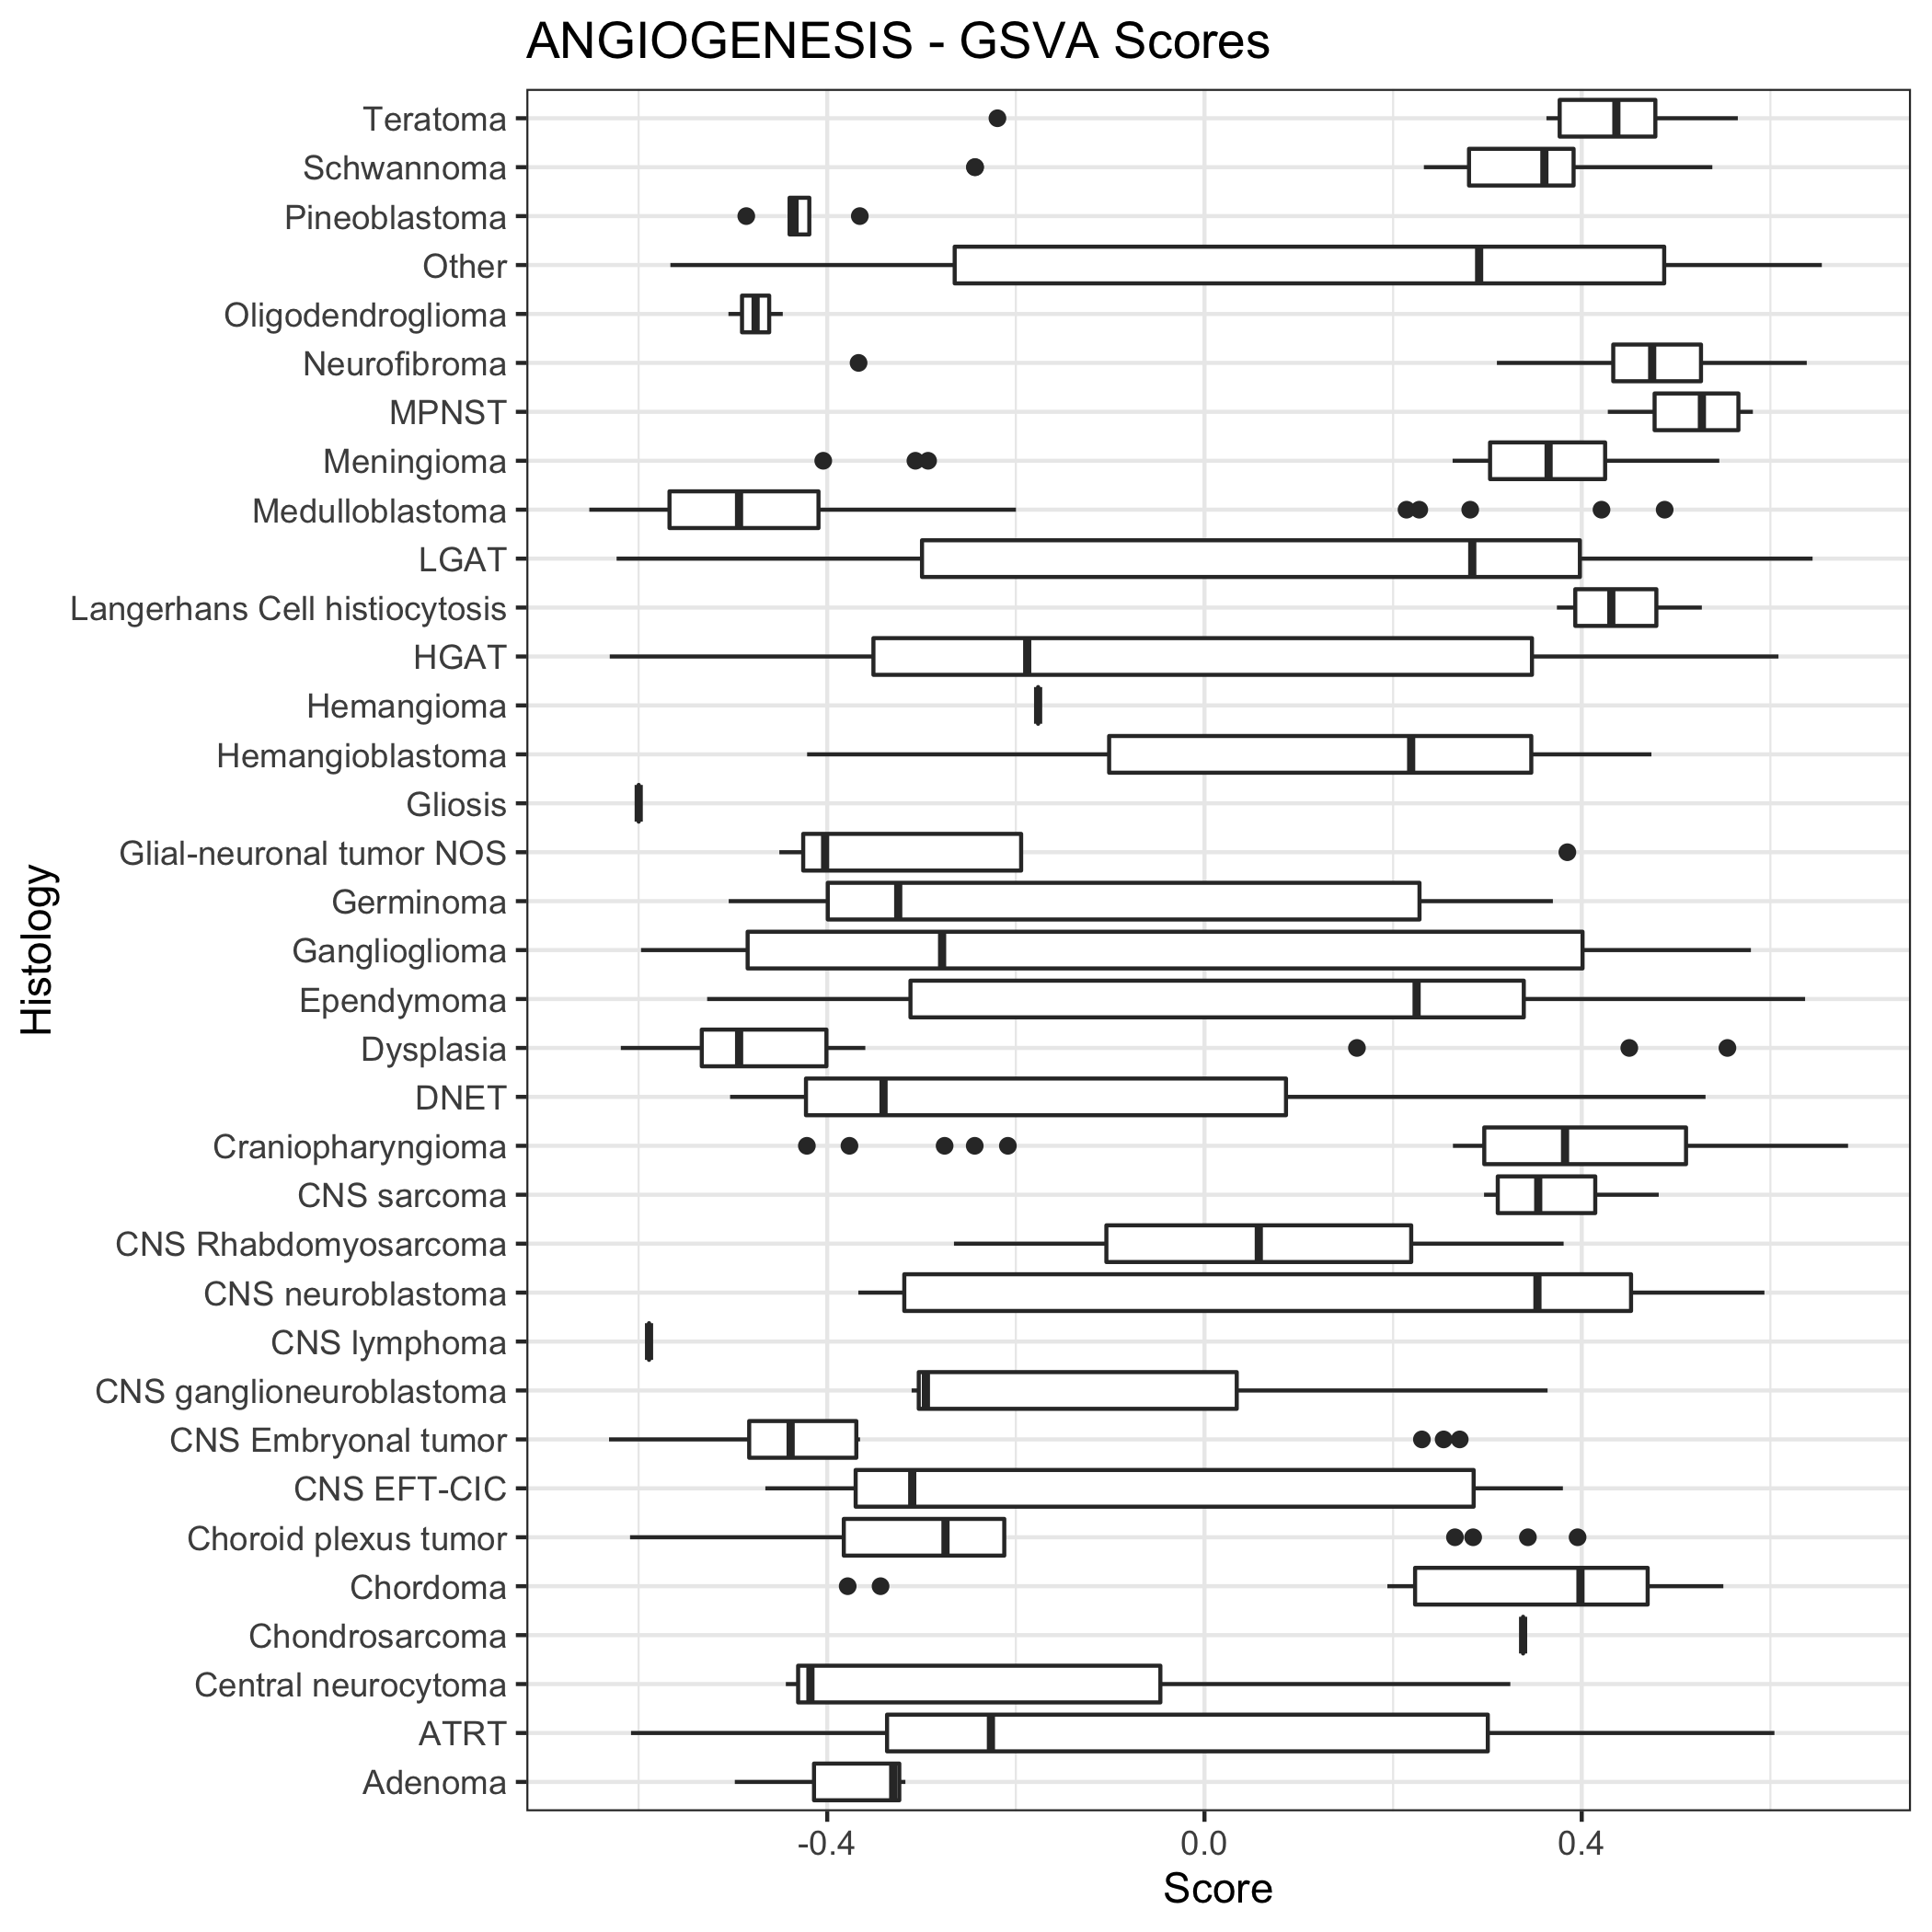 ANGIOGENESIS - GSVA Scores
Teratoma
Schwannoma
Pineoblastoma
Other
Oligodendroglioma
Neurofibroma
MPNST
Meningioma
Medulloblastoma
LGAT
Langerhans Cell histiocytosis
HGAT
Hemangioma
Hemangioblastoma
Gliosis
Glial-neuronal tumor NOS
Germinoma
Ganglioglioma
Ependymoma
Dysplasia
DNET
Craniopharyngioma
CNS sarcoma
CNS Rhabdomyosarcoma
CNS neuroblastoma
CNS lymphoma
CNS ganglioneuroblastoma
CNS Embryonal tumor
CNS EFT-CIC
Choroid plexus tumor
Chordoma
Chondrosarcoma
Central neurocytoma
ATRT
Adenoma
Histology
-0.4 0.0 0.4
Score